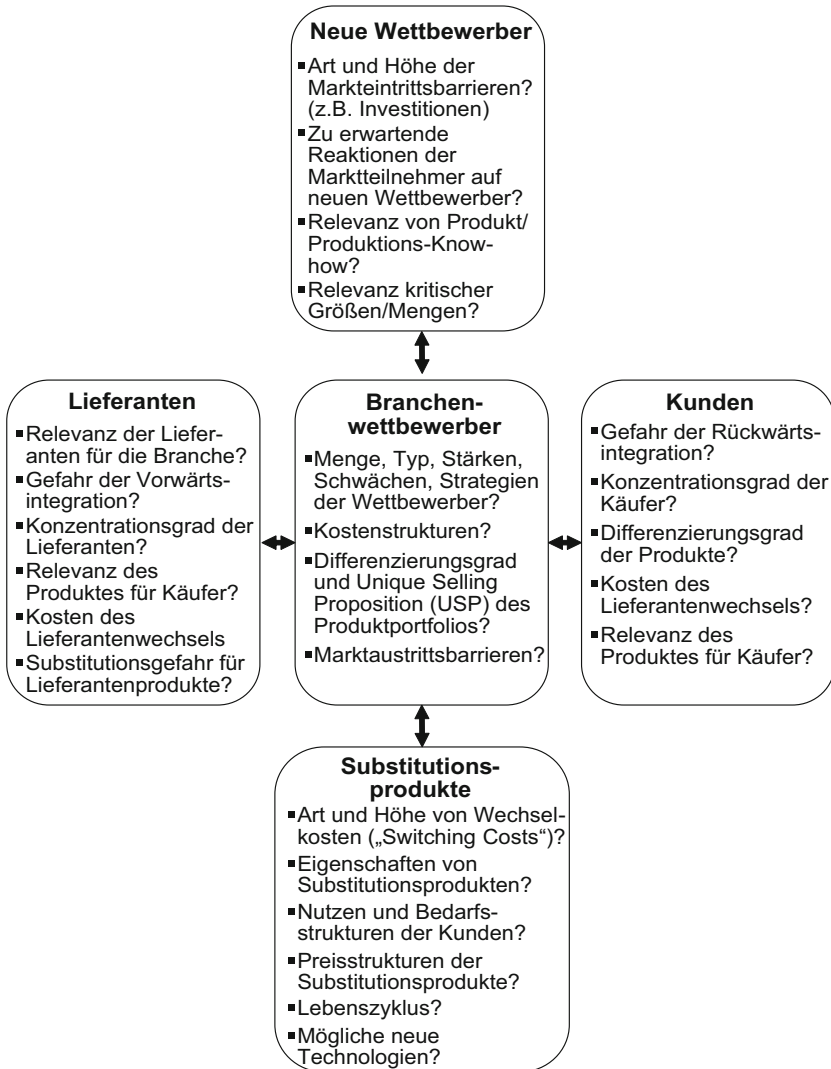 Neue Wettbewerber
▪Art und Höhe der
Markteintrittsbarrieren?
(z.B. Investitionen)
▪Zu erwartende
Reaktionen der
Marktteilnehmer auf
neuen Wettbewerber?
▪Relevanz von Produkt/
Produktions-Know-
how?
▪Relevanz kritischer
Größen/Mengen?
Lieferanten
▪Relevanz der Liefer-
anten für die Branche?
▪Gefahr der Vorwärts-
integration?
▪Konzentrationsgrad der
Lieferanten?
▪Relevanz des
Produktes für Käufer?
▪Kosten des
Lieferantenwechsels
▪Substitutionsgefahr für
Lieferantenprodukte?
Branchen-
wettbewerber
▪Menge, Typ, Stärken,
Schwächen, Strategien
der Wettbewerber?
▪Kostenstrukturen?
▪Differenzierungsgrad
und Unique Selling
Proposition (USP) des
Produktportfolios?
▪Marktaustrittsbarrieren?
Kunden
▪Gefahr der Rückwärts-
integration?
▪Konzentrationsgrad der
Käufer?
▪Differenzierungsgrad
der Produkte?
▪Kosten des
Lieferantenwechsels?
▪Relevanz des
Produktes für Käufer?
Substitutions-
produkte
▪Art und Höhe von Wechsel-
kosten („Switching Costs“)?
▪Eigenschaften von
Substitutionsprodukten?
▪Nutzen und Bedarfs-
strukturen der Kunden?
▪Preisstrukturen der
Substitutionsprodukte?
▪Lebenszyklus?
▪Mögliche neue
Technologien?